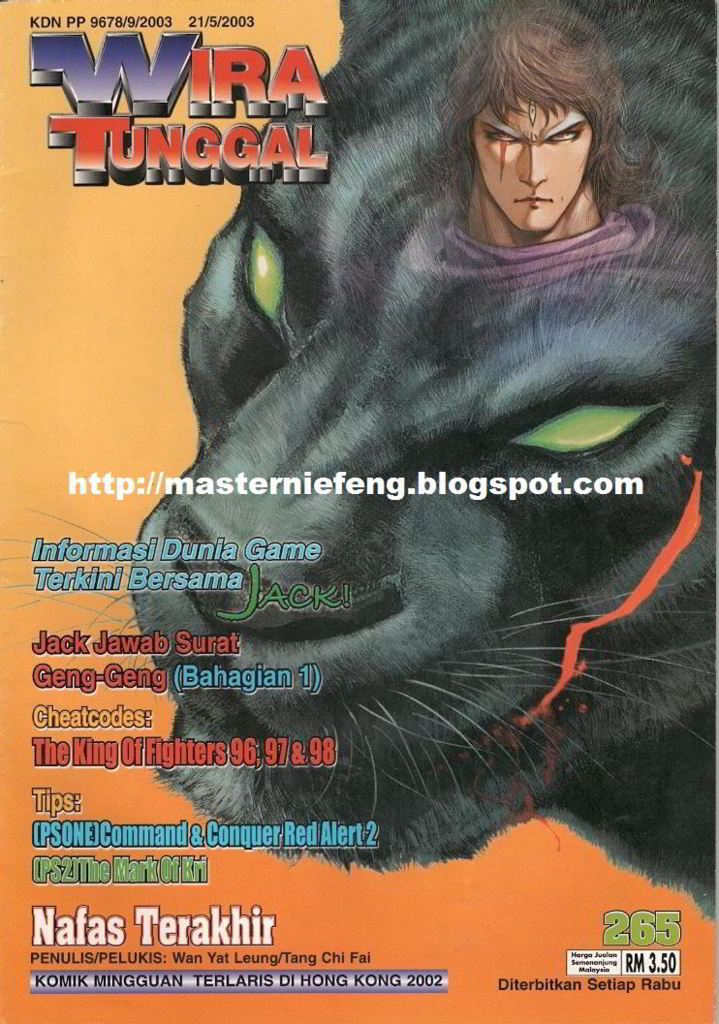 KDN PP 9678/9/2003 21/5/2003
WIRA
TUNGGAL
http://masterniefeng.blogspot.com
Informasi Dunia Game
Terkini Bersama JACK!
Jack Jawab Surat
Geng-Geng (Bahagian 1)
Cheatcodes:
The King Of Fighters 96, 97 & 98
Tips:
(PSONE)Command & Conquer Red Alert 2
(PS2)The Mark Of Kri
Nafas Terakhir
PENULIS/PELUKIS: Wan Yat Leung/Tang Chi Fai
KOMIK MINGGUAN TERLARIS DI HONG KONG 2002
265
Harga Jualan
Semenanjung
Malaysia
RM 3.50
Diterbitkan Setiap Rabu